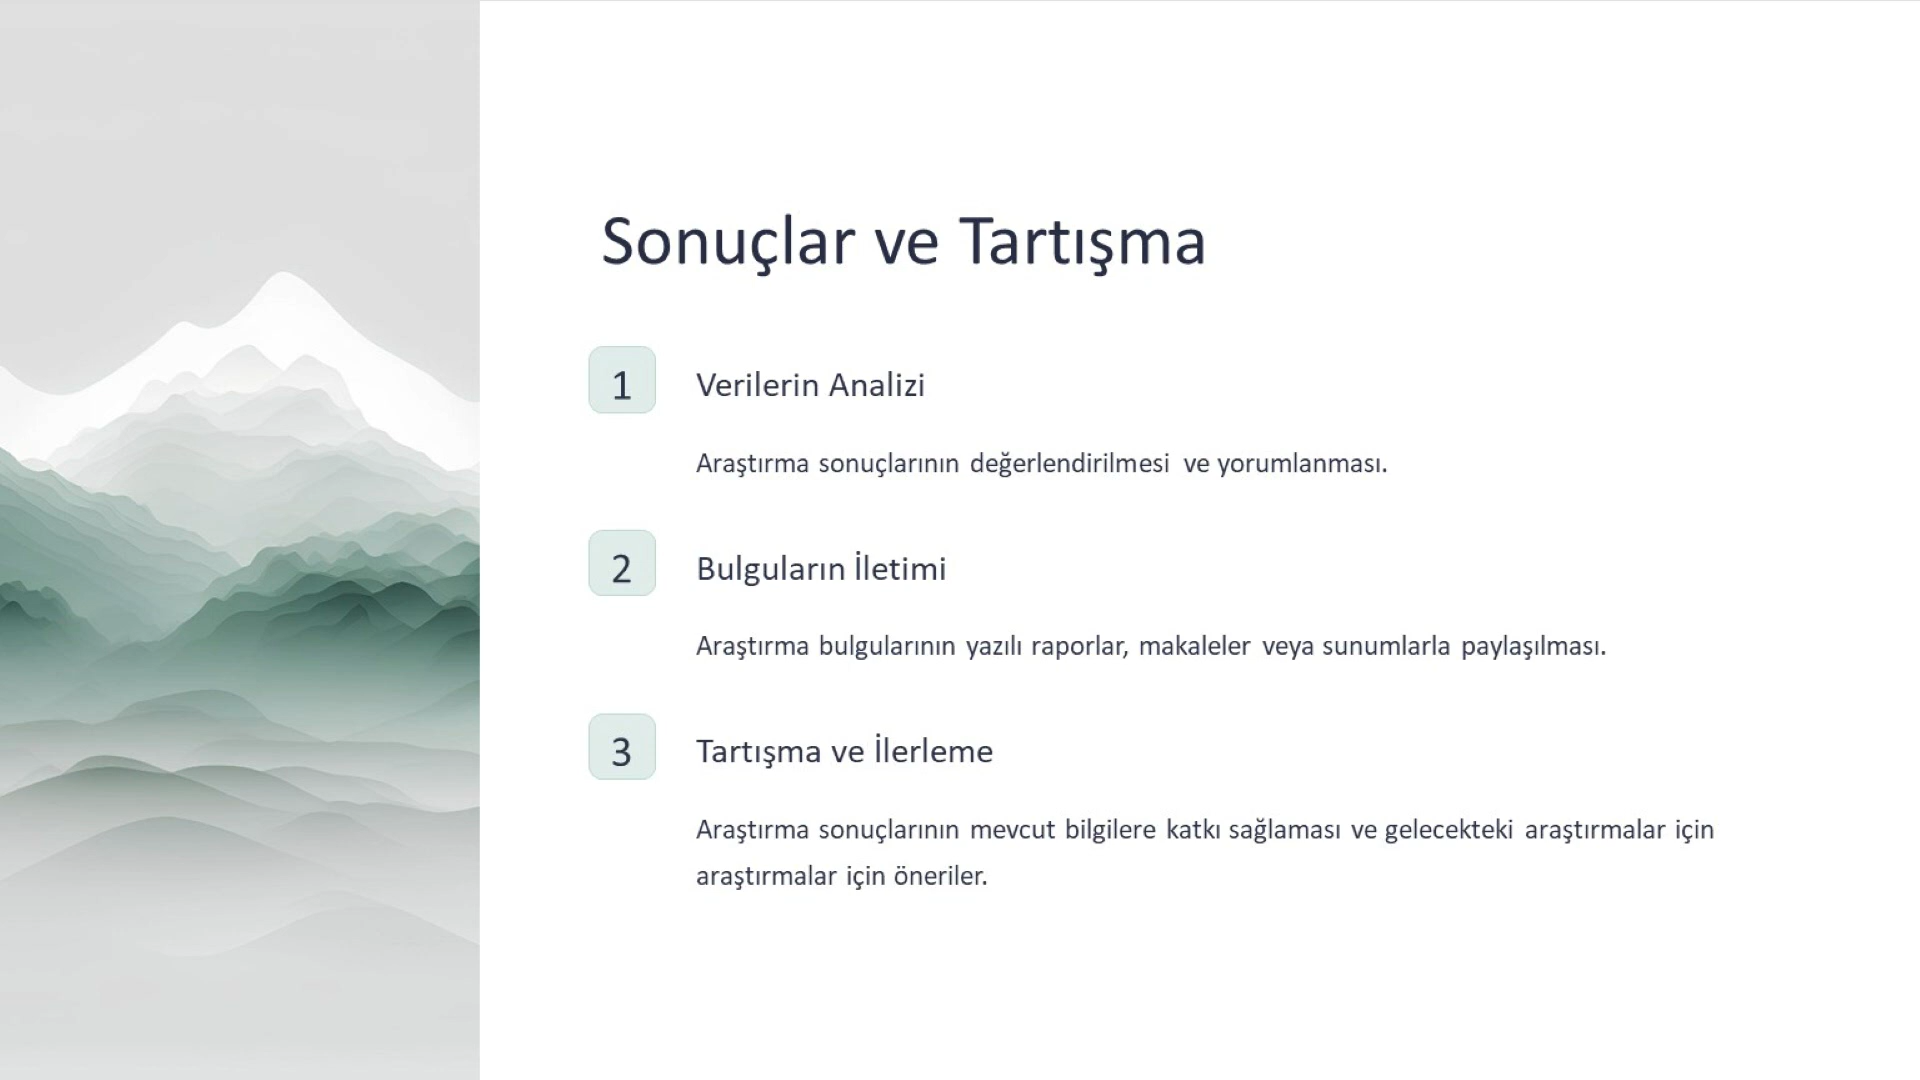 Sonuçlar ve Tartışma
1
Verilerin Analizi
Araştırma sonuçlarının değerlendirilmesi ve yorumlanması.
2
Bulguların İletimi
Araştırma bulgularının yazılı raporlar, makaleler veya sunumlarla paylaşılması.
3
Tartışma ve İlerleme
Araştırma sonuçlarının mevcut bilgilere katkı sağlaması ve gelecekteki araştırmalar için
araştırmalar için öneriler.